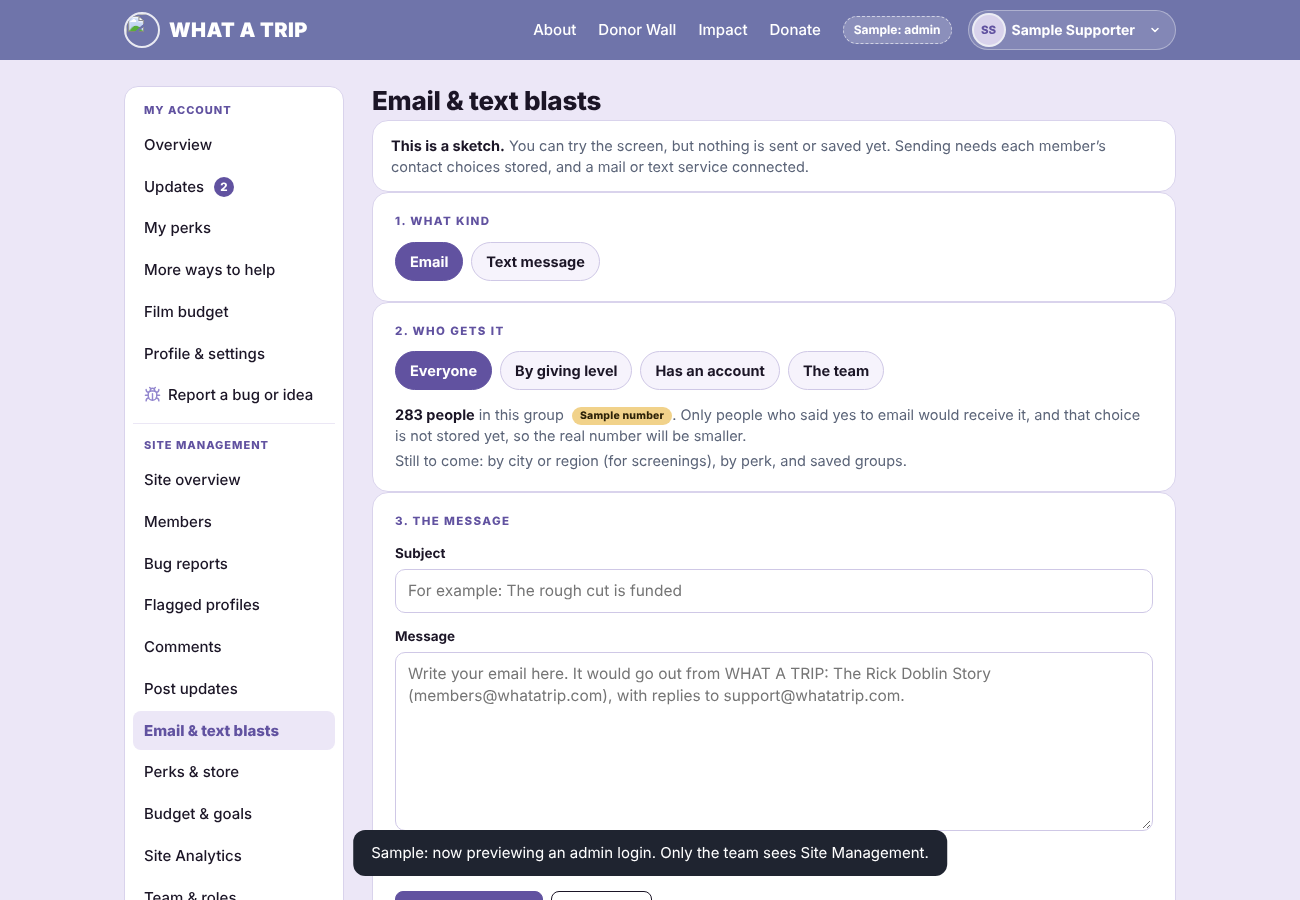 WHAT A TRIP
About
Donor Wall
Impact
Donate
Sample: admin
SS
Sample Supporter
MY ACCOUNT
Overview
Updates 2
My perks
More ways to help
Film budget
Profile & settings
Report a bug or idea
SITE MANAGEMENT
Site overview
Members
Bug reports
Flagged profiles
Comments
Post updates
Email & text blasts
Perks & store
Budget & goals
Site Analytics
Team & roles
Email & text blasts
This is a sketch. You can try the screen, but nothing is sent or saved yet. Sending needs each member’s
contact choices stored, and a mail or text service connected.
1. WHAT KIND
Email
Text message
2. WHO GETS IT
Everyone
By giving level
Has an account
The team
283 people in this group Sample number. Only people who said yes to email would receive it, and that choice
is not stored yet, so the real number will be smaller.
Still to come: by city or region (for screenings), by perk, and saved groups.
3. THE MESSAGE
Subject
For example: The rough cut is funded
Message
Write your email here. It would go out from WHAT A TRIP: The Rick Doblin Story
(members@whatatrip.com), with replies to support@whatatrip.com.
Sample: now previewing an admin login. Only the team sees Site Management.